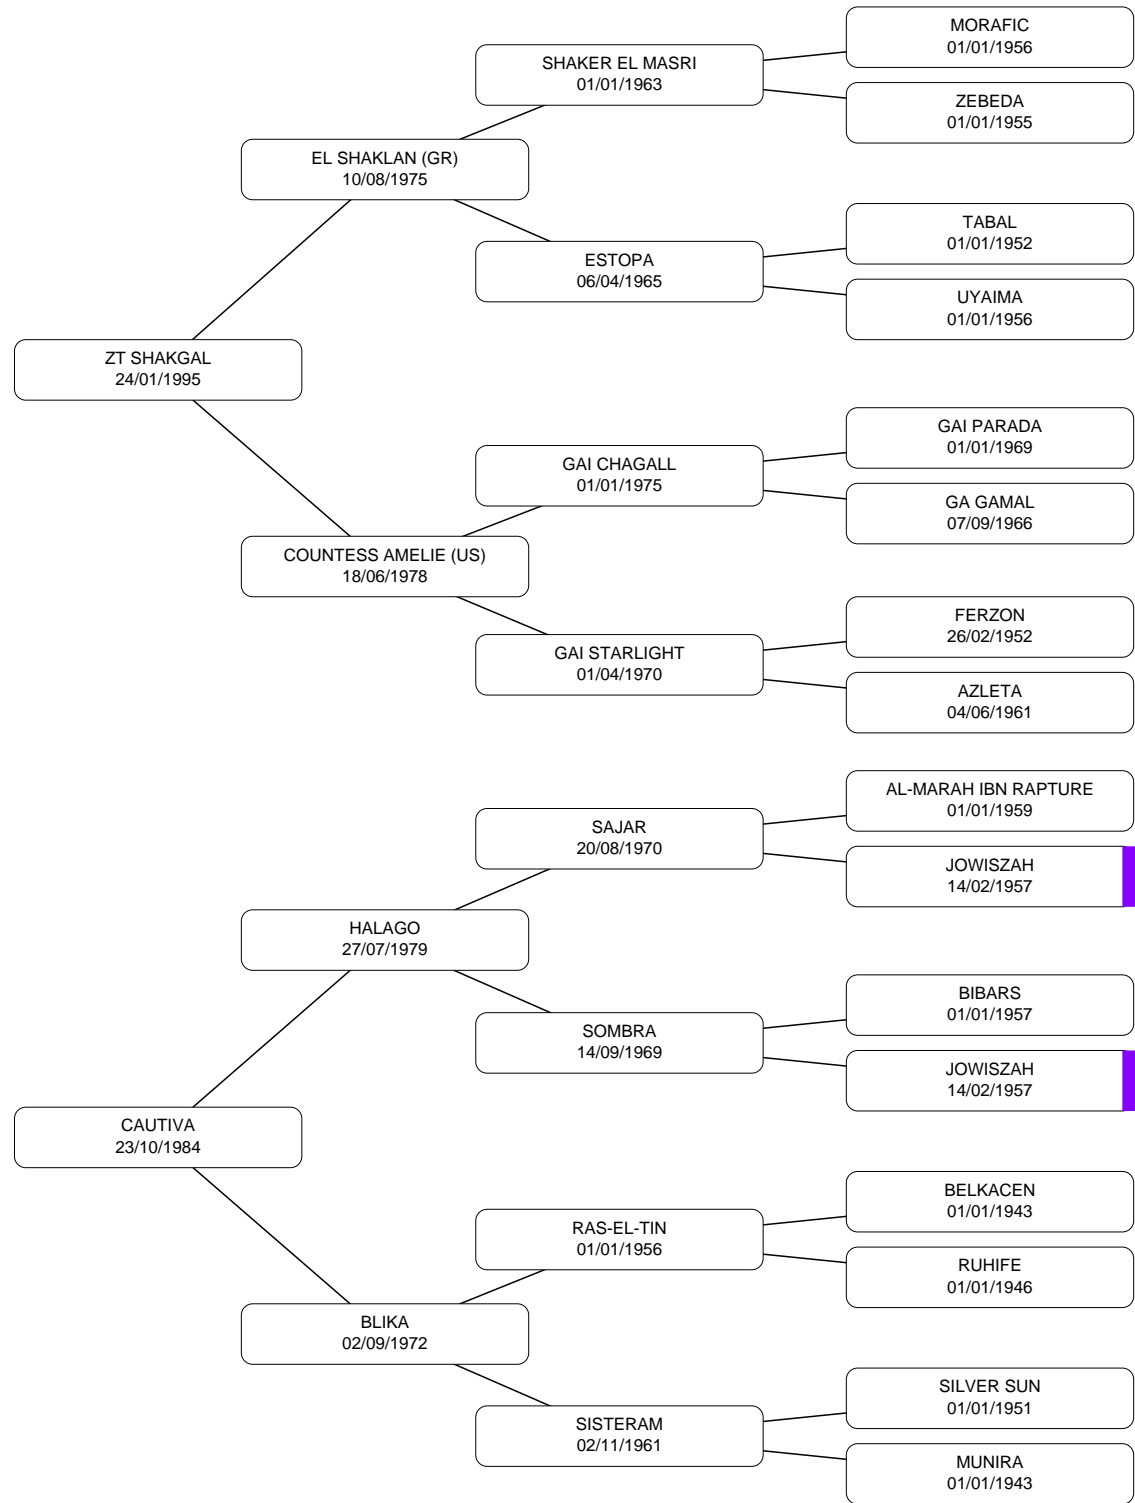 MORAFIC
01/01/1956
SHAKER EL MASRI
01/01/1963
ZEBEDA
01/01/1955
EL SHAKLAN (GR)
10/08/1975
TABAL
01/01/1952
ESTOPA
06/04/1965
UYAIMA
01/01/1956
ZT SHAKGAL
24/01/1995
GAI PARADA
01/01/1969
GAI CHAGALL
01/01/1975
GA GAMAL
07/09/1966
COUNTESS AMELIE (US)
18/06/1978
FERZON
26/02/1952
GAI STARLIGHT
01/04/1970
AZLETA
04/06/1961
AL-MARAH IBN RAPTURE
01/01/1959
SAJAR
20/08/1970
JOWISZAH
14/02/1957
HALAGO
27/07/1979
BIBARS
01/01/1957
SOMBRA
14/09/1969
JOWISZAH
14/02/1957
CAUTIVA
23/10/1984
BELKACEN
01/01/1943
RAS-EL-TIN
01/01/1956
RUHIFE
01/01/1946
BLIKA
02/09/1972
SILVER SUN
01/01/1951
SISTERAM
02/11/1961
MUNIRA
01/01/1943